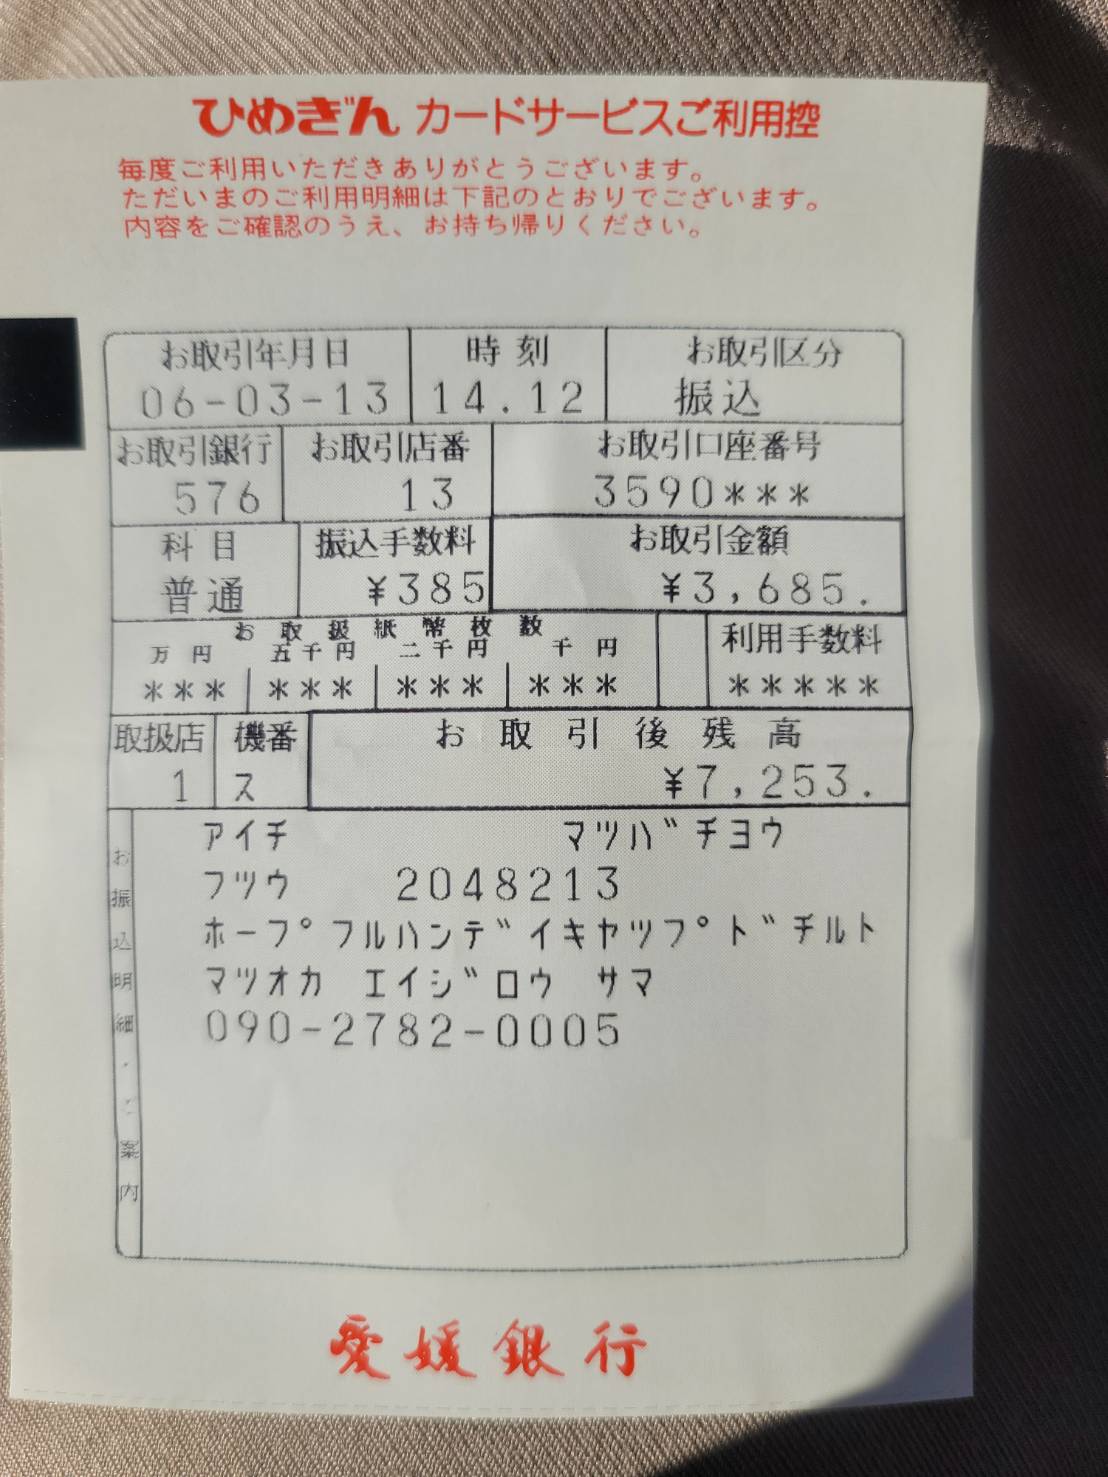 ひめぎん カードサービスご利用控
毎度ご利用いただきありがとうございます。
ただいまのご利用明細は下記のとおりでございます。
内容をご確認のうえ、お持ち帰りください。
お取引年月日 時刻 お取引区分
06-03-13 14.12 振込
お取引銀行 お取引店番 お取引口座番号
576 13 3590***
科目 振込手数料 お取引金額
普通 ¥385 ¥3,685.
お取扱紙幣枚数 利用手数料
万円 五千円 二千円 千円
*** *** *** *** *****
取扱店 機番 お取引後残高
1 ス ¥7,253.
お振込明細・ご案内
アイチ マツバチヨウ
フツウ 2048213
ホープフルハンデイキヤツプドチルト
マツオカ エイジロウ サマ
090-2782-0005
愛媛銀行